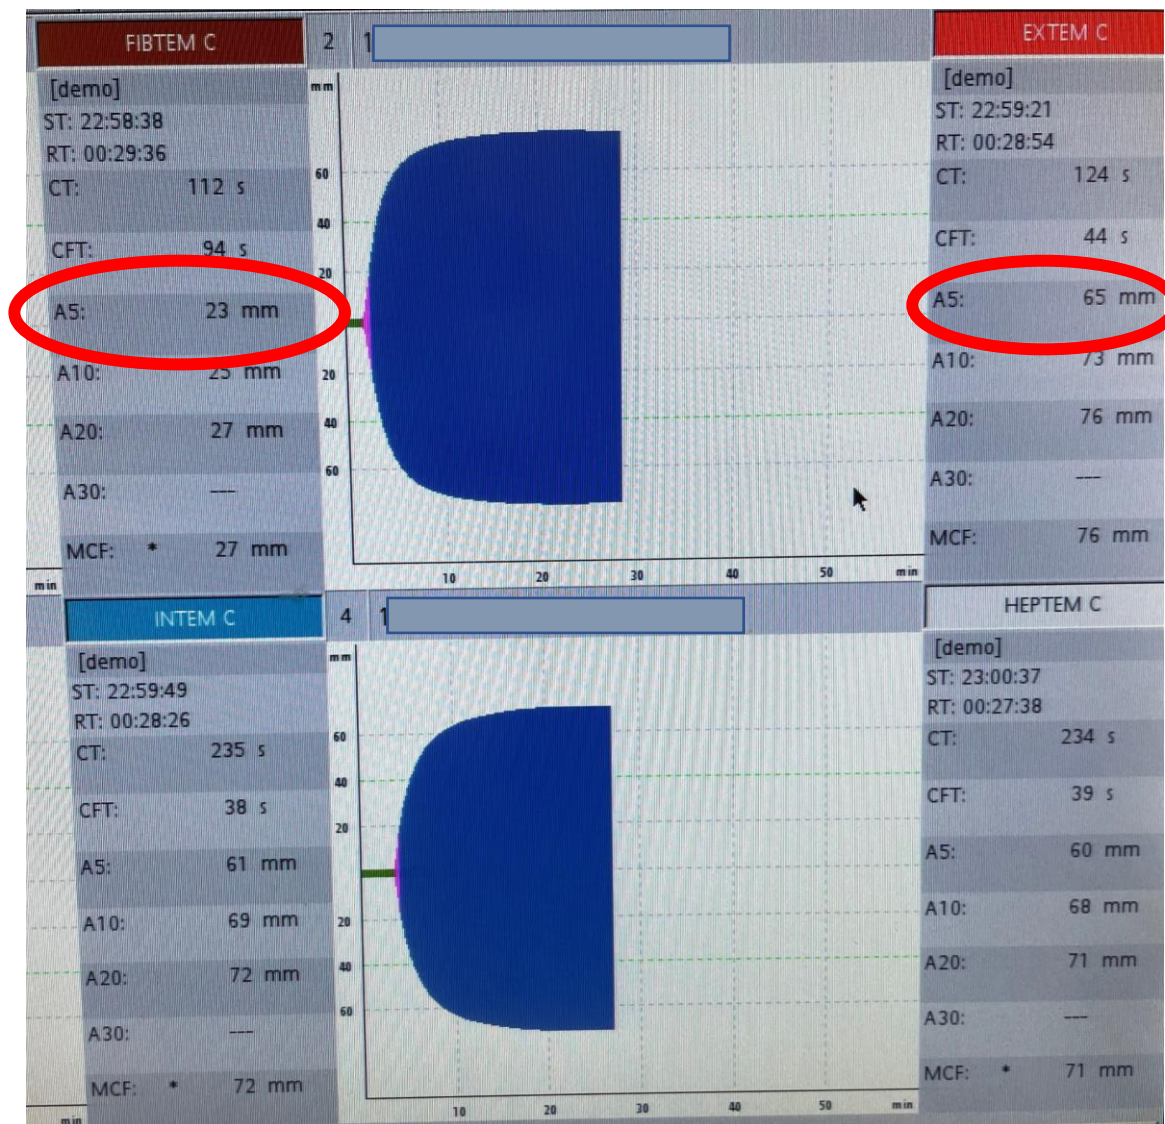 FIBTEM C
2 1
EXTEM C
[demo]
ST: 22:58:38
RT: 00:29:36
CT: 112 s
CFT: 94 s
A5: 23 mm
A10: 25 mm
A20: 27 mm
A30: ---
MCF: * 27 mm
min
mm
60
40
20
20
40
60
10 20 30 40 50 min
[demo]
ST: 22:59:21
RT: 00:28:54
CT: 124 s
CFT: 44 s
A5: 65 mm
A10: 73 mm
A20: 76 mm
A30: ---
MCF: 76 mm
INTEM C
4 1
HEPTEM C
[demo]
ST: 22:59:49
RT: 00:28:26
CT: 235 s
CFT: 38 s
A5: 61 mm
A10: 69 mm
A20: 72 mm
A30: ---
MCF: * 72 mm
min
mm
60
40
20
20
40
60
10 20 30 40 50 min
[demo]
ST: 23:00:37
RT: 00:27:38
CT: 234 s
CFT: 39 s
A5: 60 mm
A10: 68 mm
A20: 71 mm
A30: ---
MCF: * 71 mm